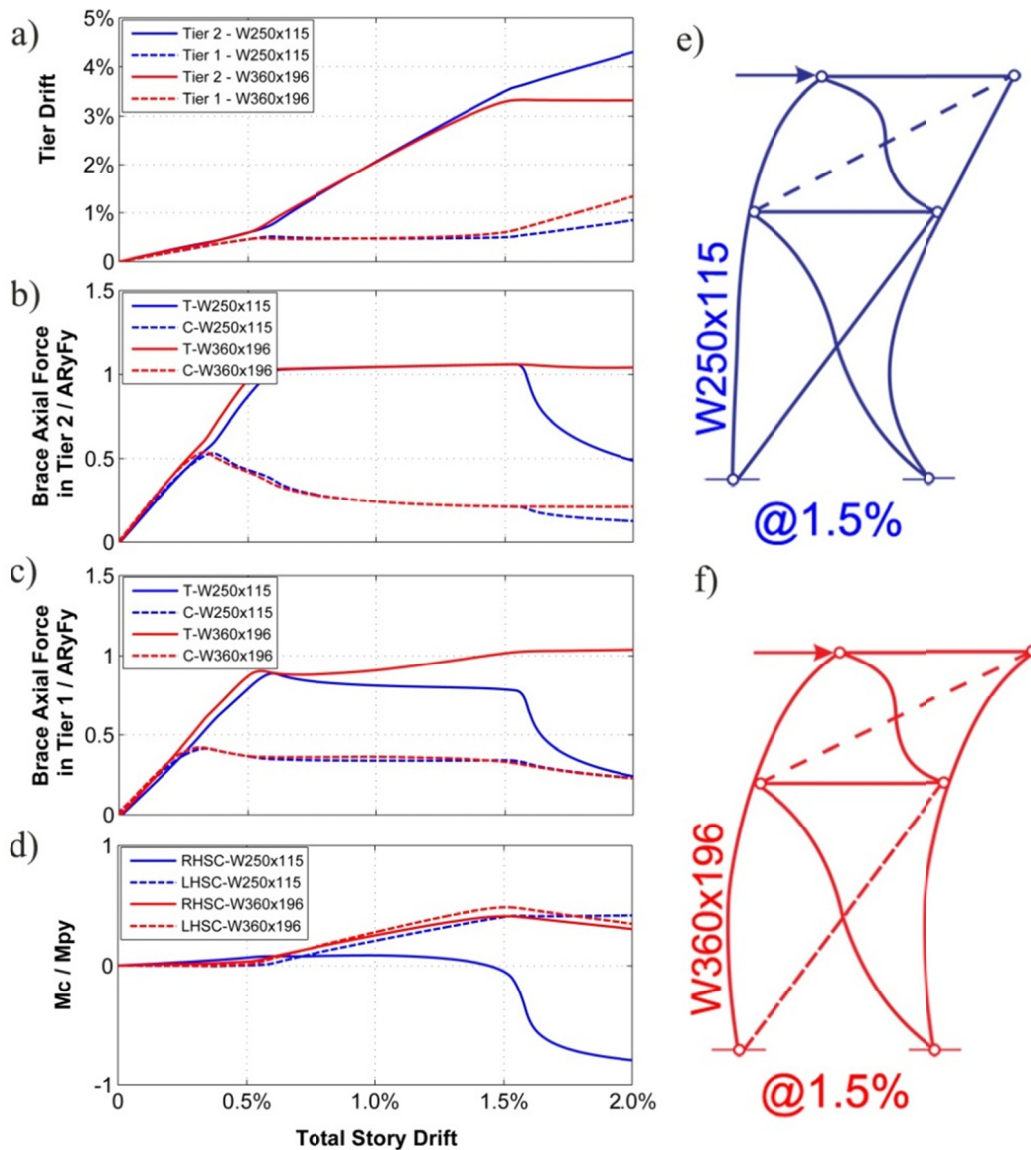 a)
Tier Drift
5%
4%
3%
2%
1%
0
Tier 2 - W250x115
Tier 1 - W250x115
Tier 2 - W360x196
Tier 1 - W360x196
b)
Brace Axial Force
in Tier 2 / ARyFy
1.5
1
0.5
0
T-W250x115
C-W250x115
T-W360x196
C-W360x196
c)
Brace Axial Force
in Tier 1 / ARyFy
1.5
1
0.5
0
T-W250x115
C-W250x115
T-W360x196
C-W360x196
d)
Mc / Mpy
1
0
-1
RHSC-W250x115
LHSC-W250x115
RHSC-W360x196
LHSC-W360x196
0
0.5%
1.0%
1.5%
2.0%
Total Story Drift
e)
W250x115
@1.5%
f)
W360x196
@1.5%